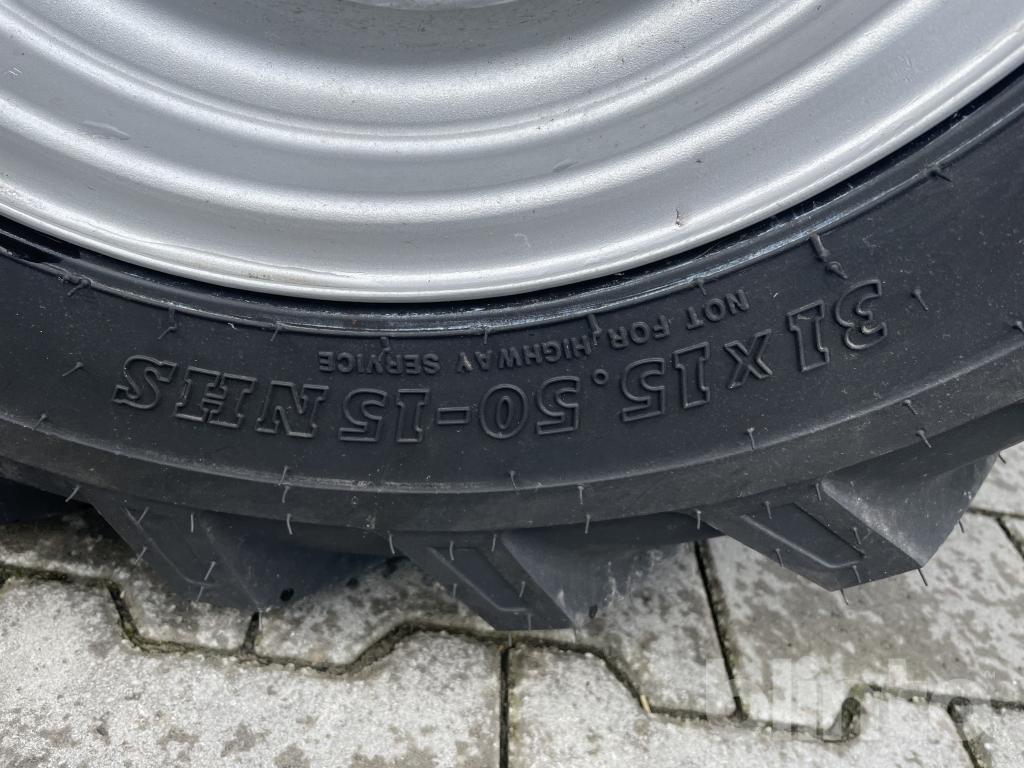 31X15.50-15NHS
NOT FOR HIGHWAY SERVICE